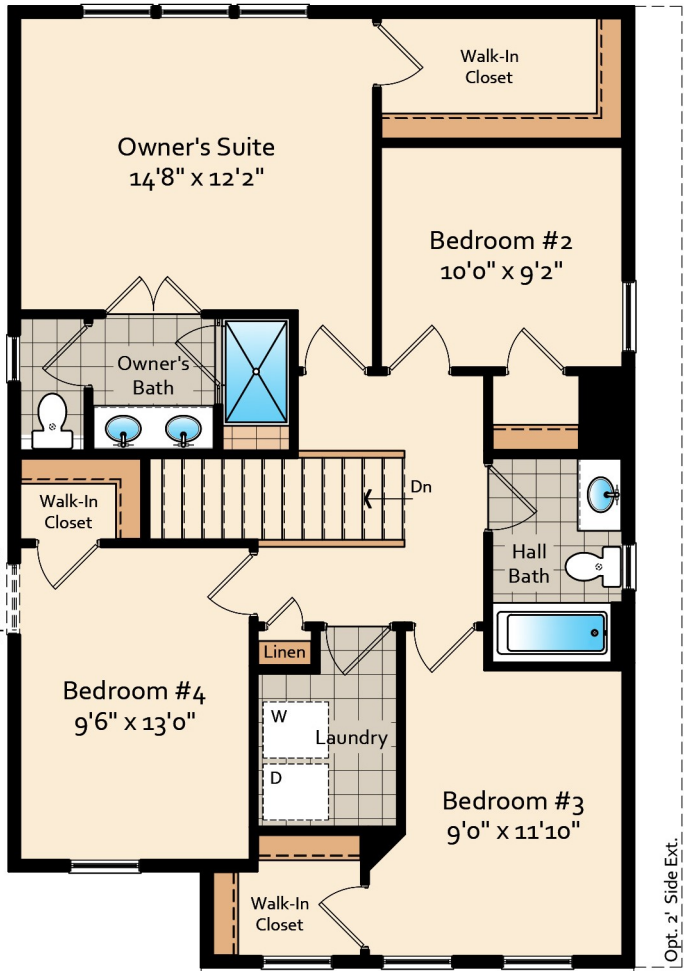 Walk-In
Closet
Owner's Suite
14'8" x 12'2"
Bedroom #2
10'0" x 9'2"
Owner's
Bath
Walk-In
Closet
Dn
Hall
Bath
Linen
Bedroom #4
9'6" x 13'0"
W
Laundry
D
Bedroom #3
9'0" x 11'10"
Walk-In
Closet
Opt. 2' Side Ext.